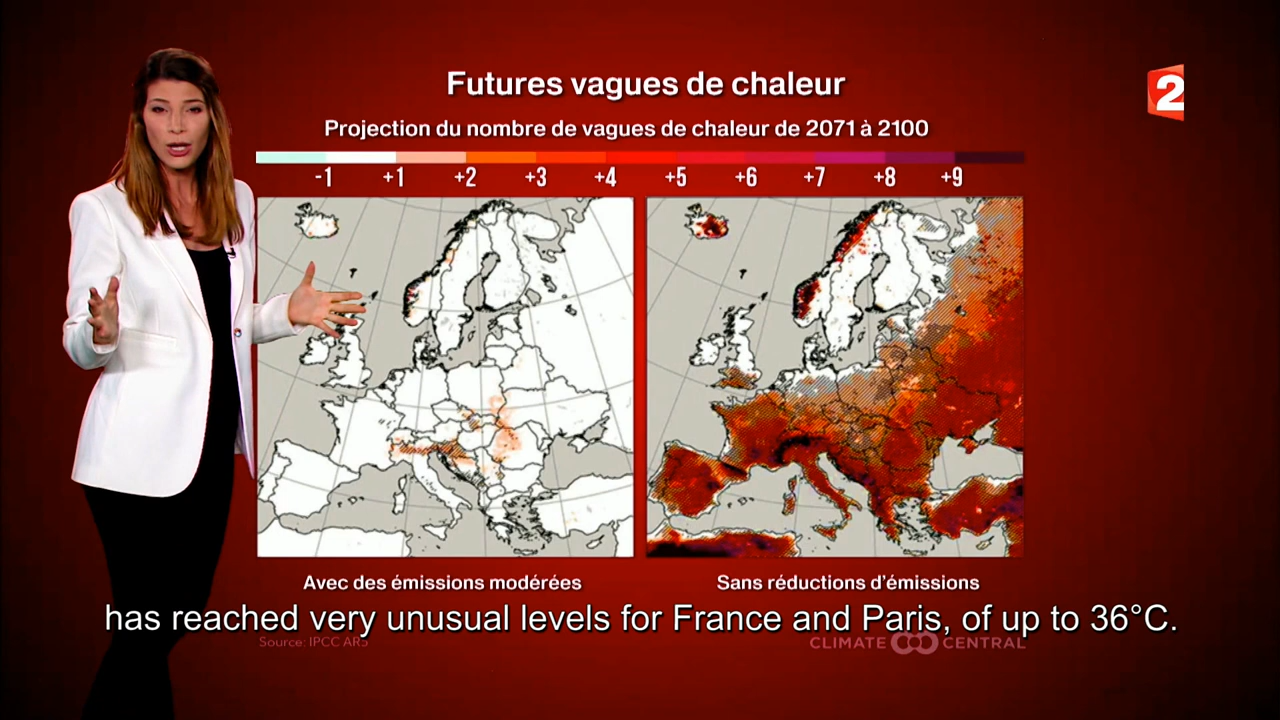 Futures vagues de chaleur
2
Projection du nombre de vagues de chaleur de 2071 à 2100
-1 +1 +2 +3 +4 +5 +6 +7 +8 +9
Avec des émissions modérées
Sans réductions d'émissions
has reached very unusual levels for France and Paris, of up to 36°C.
Source: IPCC AR5
CLIMATE CENTRAL